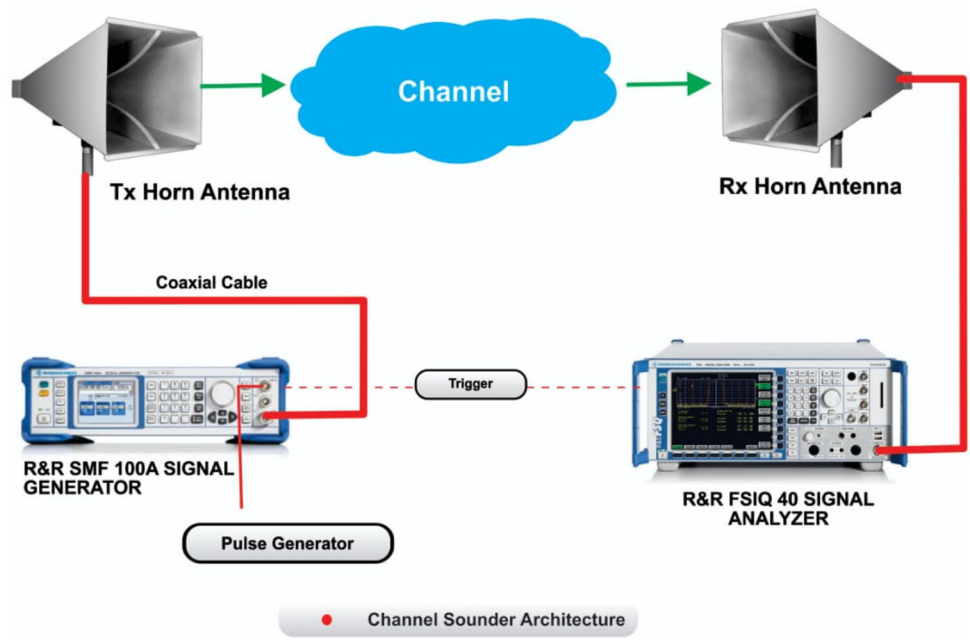 Channel
Tx Horn Antenna
Rx Horn Antenna
Coaxial Cable
Trigger
R&R SMF 100A SIGNAL
GENERATOR
R&R FSIQ 40 SIGNAL
ANALYZER
Pulse Generator
Channel Sounder Architecture